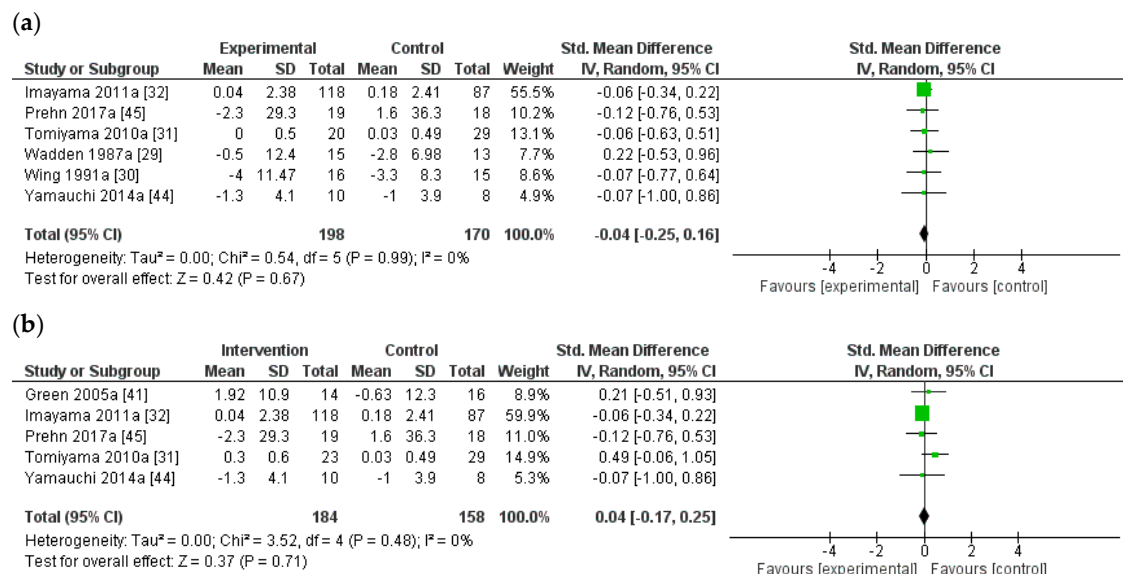 (a)
Experimental Control Std. Mean Difference Std. Mean Difference
Study or Subgroup Mean SD Total Mean SD Total Weight IV, Random, 95% CI IV, Random, 95% CI
Imayama 2011a [32] 0.04 2.38 118 0.18 2.41 87 55.5% -0.06 [-0.34, 0.22]
Prehn 2017a [45] -2.3 29.3 19 1.6 36.3 18 10.2% -0.12 [-0.76, 0.53]
Tomiyama 2010a [31] 0 0.5 20 0.03 0.49 29 13.1% -0.06 [-0.63, 0.51]
Wadden 1987a [29] -0.5 12.4 15 -2.8 6.98 13 7.7% 0.22 [-0.53, 0.96]
Wing 1991a [30] -4 11.47 16 -3.3 8.3 15 8.6% -0.07 [-0.77, 0.64]
Yamauchi 2014a [44] -1.3 4.1 10 -1 3.9 8 4.9% -0.07 [-1.00, 0.86]
Total (95% CI) 198 170 100.0% -0.04 [-0.25, 0.16]
Heterogeneity: Tau² = 0.00; Chi² = 0.54, df = 5 (P = 0.99); I² = 0%
Test for overall effect: Z = 0.42 (P = 0.67)
-4 -2 0 2 4
Favours [experimental] Favours [control]
(b)
Intervention Control Std. Mean Difference Std. Mean Difference
Study or Subgroup Mean SD Total Mean SD Total Weight IV, Random, 95% CI IV, Random, 95% CI
Green 2005a [41] 1.92 10.9 14 -0.63 12.3 16 8.9% 0.21 [-0.51, 0.93]
Imayama 2011a [32] 0.04 2.38 118 0.18 2.41 87 59.9% -0.06 [-0.34, 0.22]
Prehn 2017a [45] -2.3 29.3 19 1.6 36.3 18 11.0% -0.12 [-0.76, 0.53]
Tomiyama 2010a [31] 0.3 0.6 23 0.03 0.49 29 14.9% 0.49 [-0.06, 1.05]
Yamauchi 2014a [44] -1.3 4.1 10 -1 3.9 8 5.3% -0.07 [-1.00, 0.86]
Total (95% CI) 184 158 100.0% 0.04 [-0.17, 0.25]
Heterogeneity: Tau² = 0.00; Chi² = 3.52, df = 4 (P = 0.48); I² = 0%
Test for overall effect: Z = 0.37 (P = 0.71)
-4 -2 0 2 4
Favours [experimental] Favours [control]